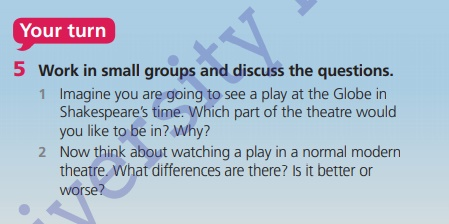 Your turn
5 Work in small groups and discuss the questions.
1 Imagine you are going to see a play at the Globe in
Shakespeare's time. Which part of the theatre would
you like to be in? Why?
2 Now think about watching a play in a normal modern
theatre. What differences are there? Is it better or
worse?
versity